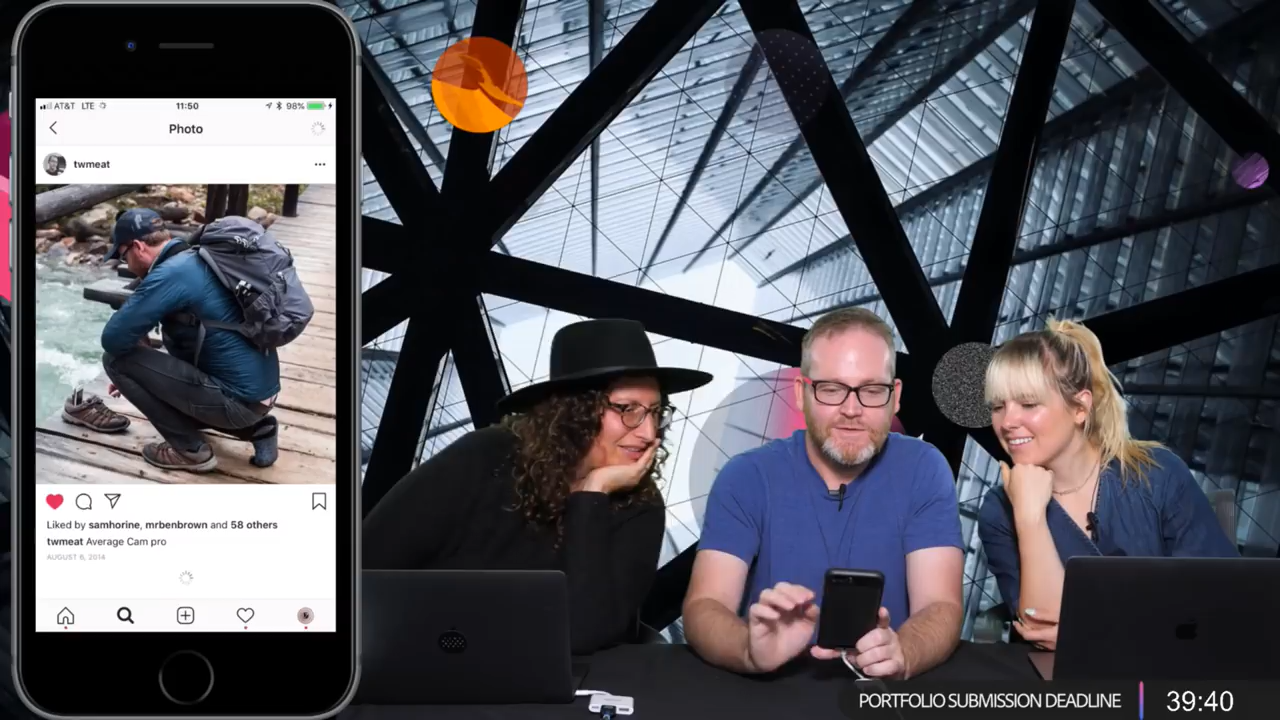 AT&T LTE 11:50 98%
Photo
twmeat
Liked by samhorine, mrbenbrown and 58 others
twmeat Average Cam pro
AUGUST 6, 2014
PORTFOLIO SUBMISSION DEADLINE 39:40